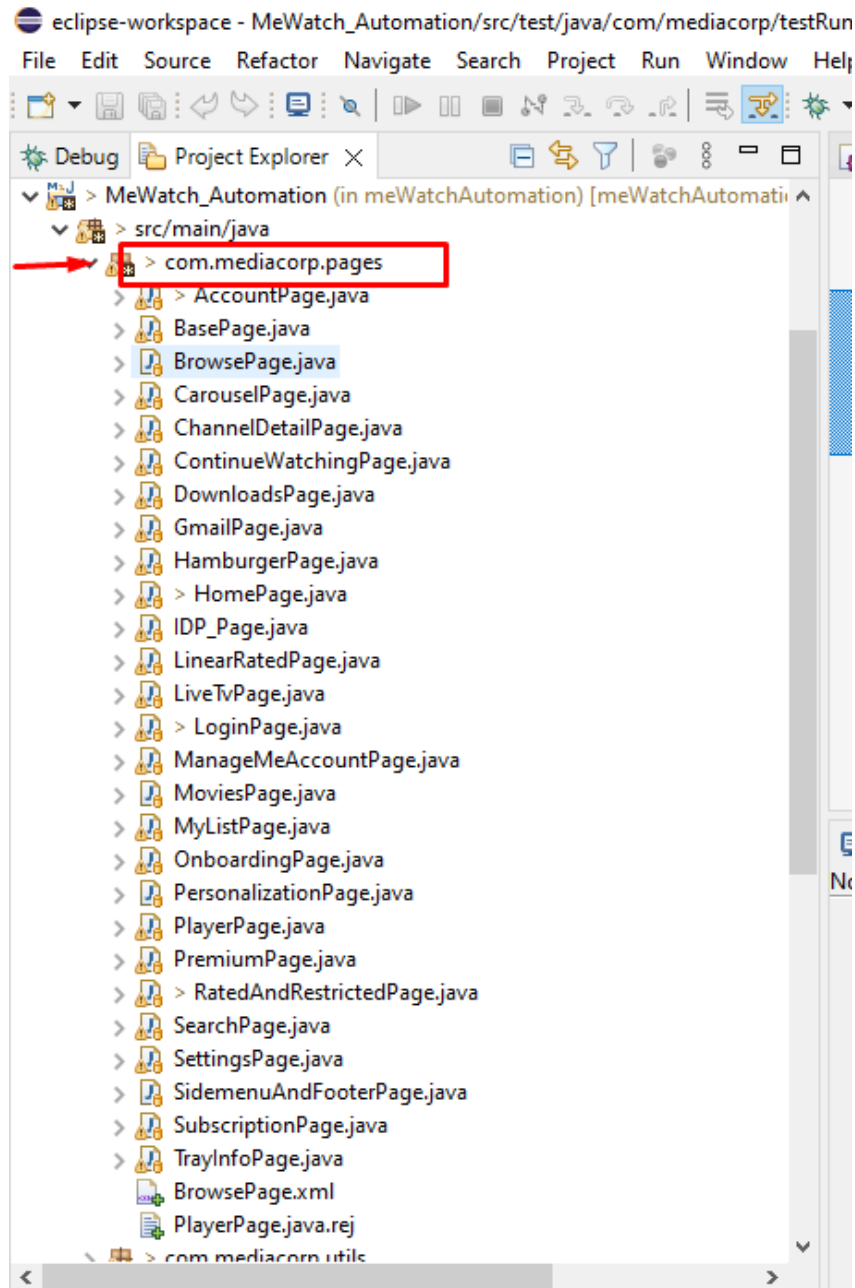 eclipse-workspace - MeWatch_Automation/src/test/java/com/mediacorp/testRun
File Edit Source Refactor Navigate Search Project Run Window Help
Debug Project Explorer
> MeWatch_Automation (in meWatchAutomation) [meWatchAutomati
> src/main/java
> com.mediacorp.pages
> AccountPage.java
BasePage.java
BrowsePage.java
CarouselPage.java
ChannelDetailPage.java
ContinueWatchingPage.java
DownloadsPage.java
GmailPage.java
HamburgerPage.java
> HomePage.java
IDP_Page.java
LinearRatedPage.java
LiveTvPage.java
> LoginPage.java
ManageMeAccountPage.java
MoviesPage.java
MyListPage.java
OnboardingPage.java
PersonalizationPage.java
PlayerPage.java
PremiumPage.java
> RatedAndRestrictedPage.java
SearchPage.java
SettingsPage.java
SidemenuAndFooterPage.java
SubscriptionPage.java
TrayInfoPage.java
BrowsePage.xml
PlayerPage.java.rej
> com.mediacorp.utils